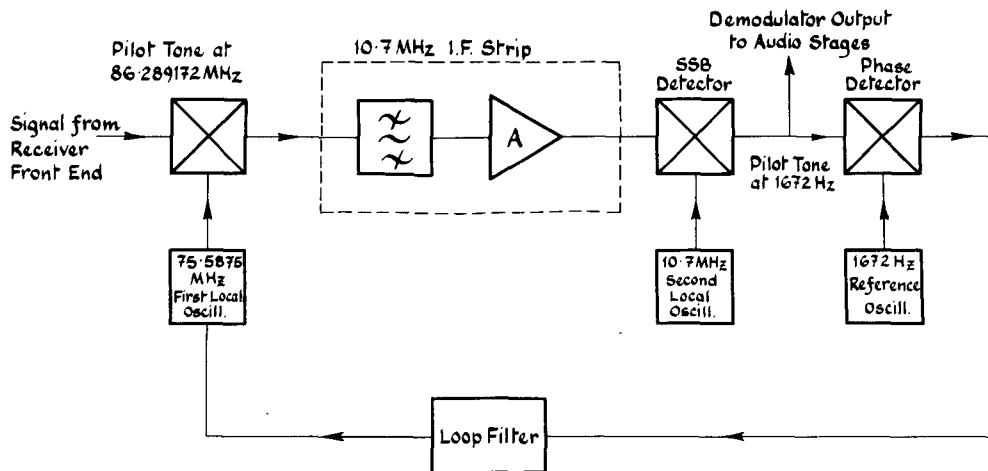 Pilot Tone at
86·289172 MHz
10·7 MHz I.F. Strip
Demodulator Output
to Audio Stages
SSB
Detector
Phase
Detector
Signal from
Receiver
Front End
A
Pilot Tone
at 1672 Hz
75·5875
MHz
First Local
Oscill.
10·7MHz
Second
Local
Oscill.
1672 Hz
Reference
Oscill.
Loop Filter